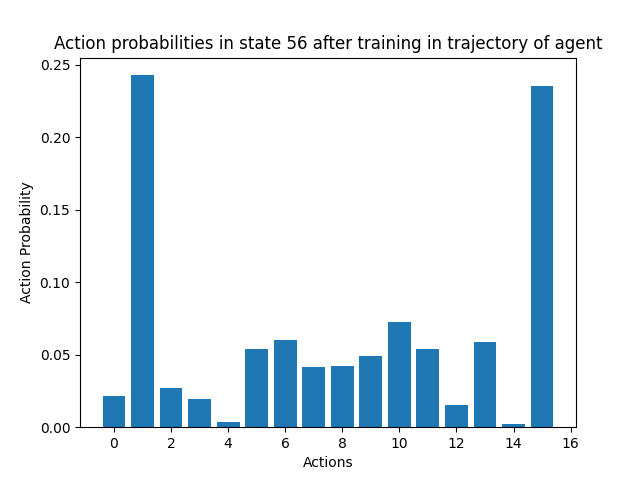 Action probabilities in state 56 after training in trajectory of agent
0.25
0.20
0.15
0.10
0.05
0.00
Action Probability
0 2 4 6 8 10 12 14 16
Actions